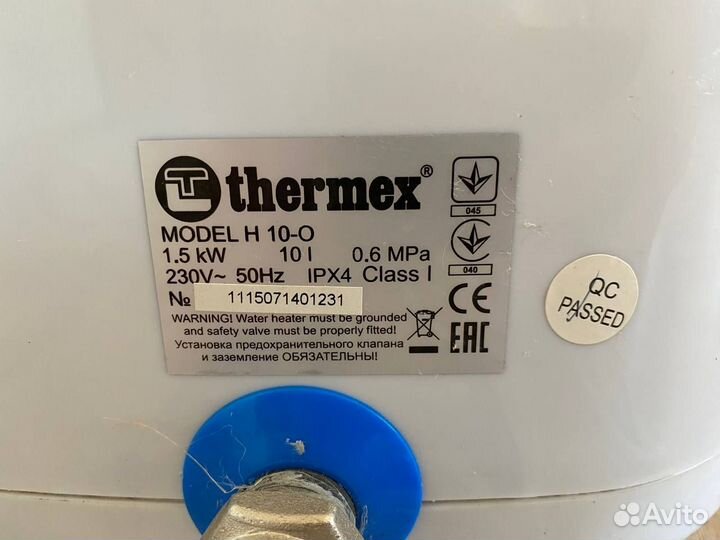 thermex®
MODEL H 10-O
1.5 kW 10 l 0.6 MPa
230V~ 50Hz IPX4 Class I
№ 1115071401231
WARNING! Water heater must be grounded
and safety valve must be properly fitted!
Установка предохранительного клапана
и заземление ОБЯЗАТЕЛЬНЫ!
045
040
CE
EAC
QC
PASSED
Avito